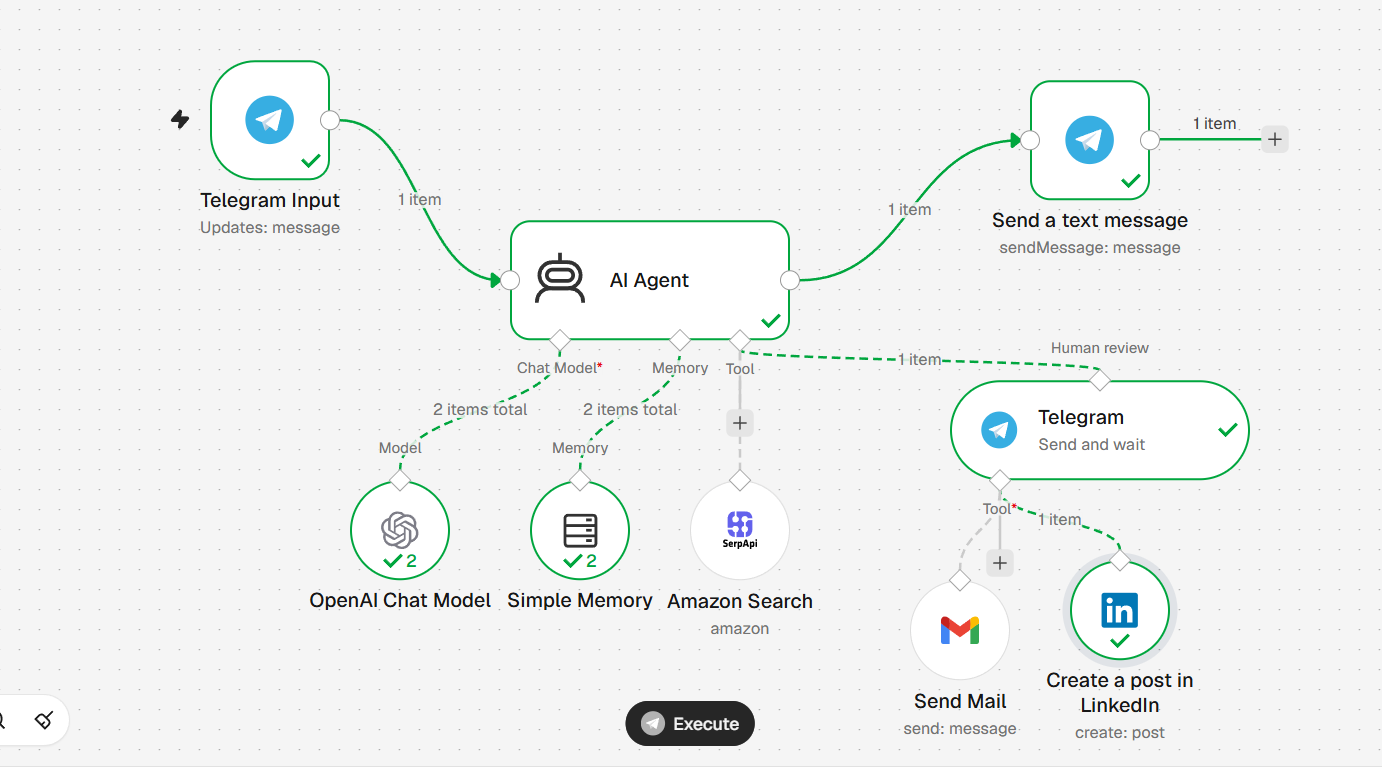 Telegram Input
Updates: message
1 item
AI Agent
1 item
Send a text message
sendMessage: message
1 item
Chat Model*
Memory
Tool
1 item
Human review
2 items total
2 items total
Telegram
Send and wait
Model
Memory
Tool*
1 item
2
2
SerpApi
OpenAI Chat Model
Simple Memory
Amazon Search
amazon
in
Send Mail
send: message
Create a post in
LinkedIn
create: post
Execute